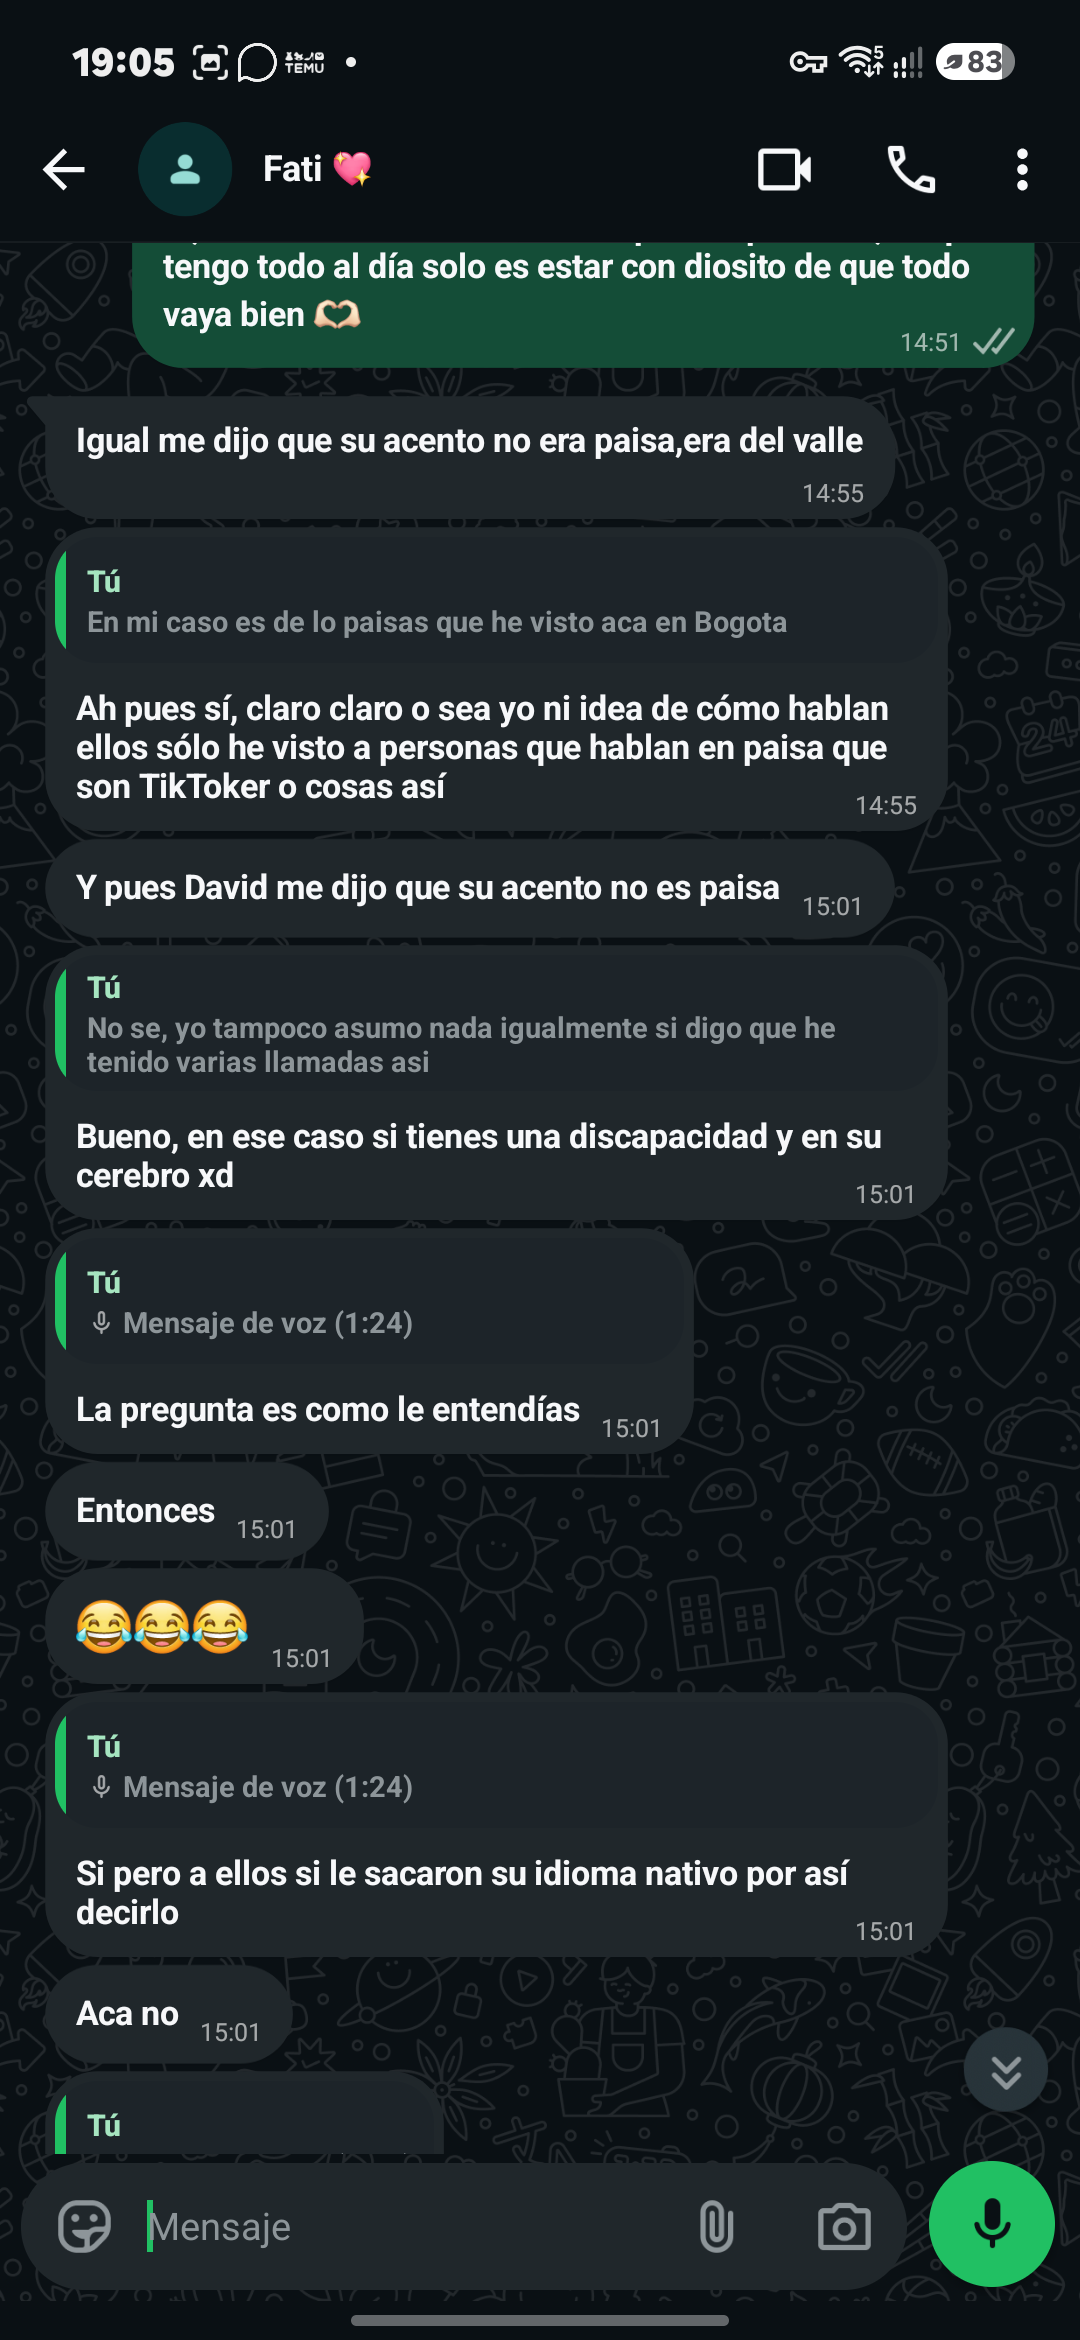 19:05
TEMU
5
83
Fati 💖
tengo todo al día solo es estar con diosito de que todo
vaya bien 🫶🏻
14:51
Igual me dijo que su acento no era paisa,era del valle
14:55
Tú
En mi caso es de lo paisas que he visto aca en Bogota
Ah pues sí, claro claro o sea yo ni idea de cómo hablan
ellos sólo he visto a personas que hablan en paisa que
son TikToker o cosas así
14:55
Y pues David me dijo que su acento no es paisa
15:01
Tú
No se, yo tampoco asumo nada igualmente si digo que he
tenido varias llamadas asi
Bueno, en ese caso si tienes una discapacidad y en su
cerebro xd
15:01
Tú
Mensaje de voz (1:24)
La pregunta es como le entendías
15:01
Entonces
15:01
😂😂😂
15:01
Tú
Mensaje de voz (1:24)
Si pero a ellos si le sacaron su idioma nativo por así
decirlo
15:01
Aca no
15:01
Tú
Mensaje